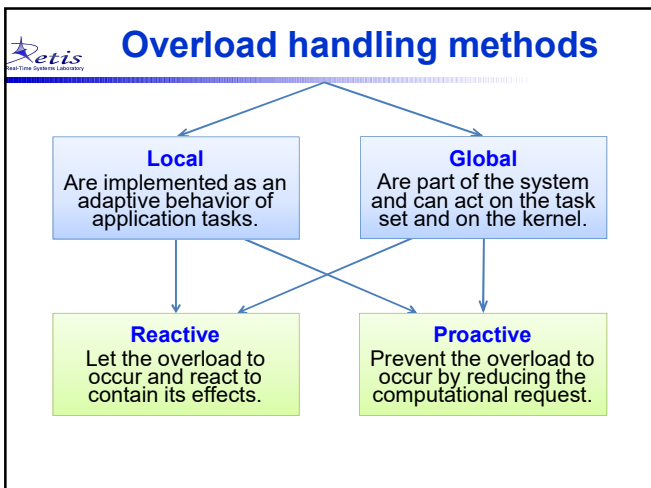 Retis
Real-Time Systems Laboratory
Overload handling methods
Local
Are implemented as an
adaptive behavior of
application tasks.
Global
Are part of the system
and can act on the task
set and on the kernel.
Reactive
Let the overload to
occur and react to
contain its effects.
Proactive
Prevent the overload to
occur by reducing the
computational request.